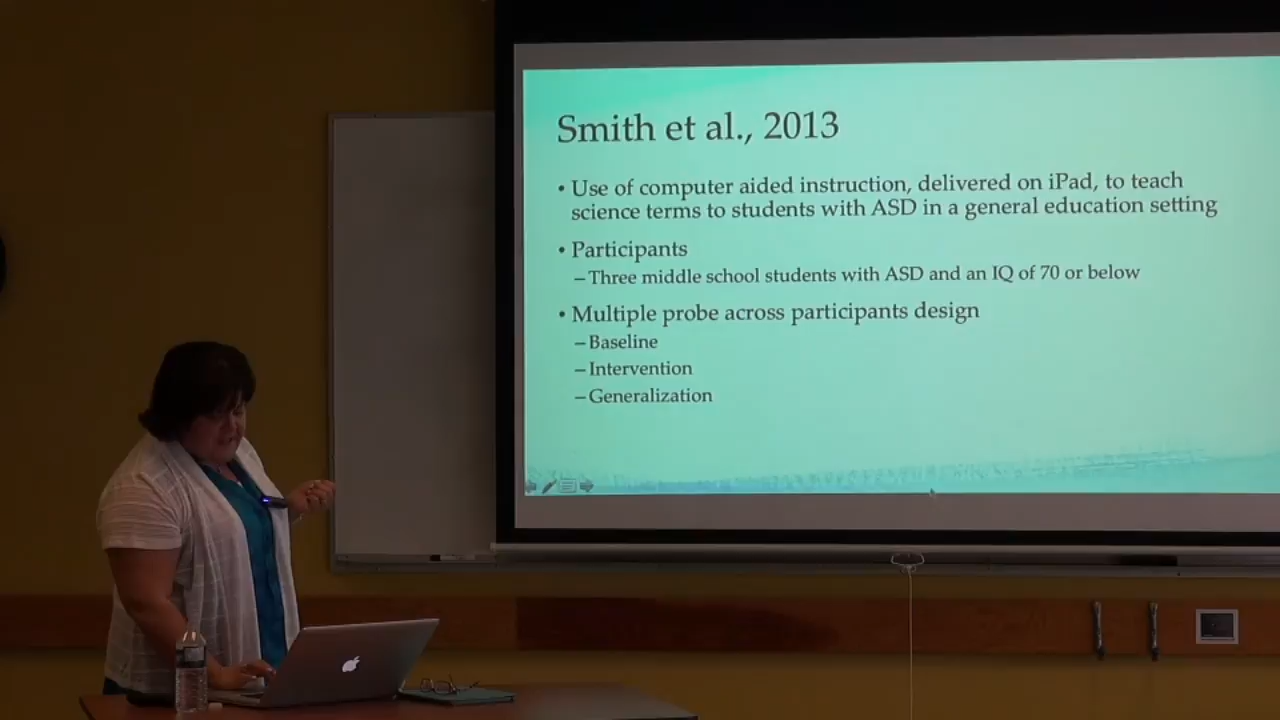 Smith et al., 2013
• Use of computer aided instruction, delivered on iPad, to teach
science terms to students with ASD in a general education setting
• Participants
– Three middle school students with ASD and an IQ of 70 or below
• Multiple probe across participants design
– Baseline
– Intervention
– Generalization